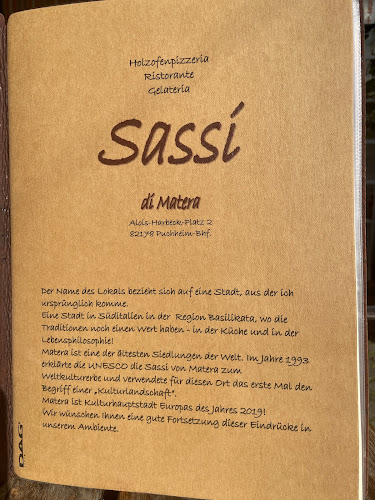 Holzofenpizzeria
Ristorante
Gelateria
Sassi
di Matera
Alois-Harbeck-Platz 2
82178 Puchheim-Bhf.
Der Name des Lokals bezieht sich auf eine Stadt, aus der ich
ursprünglich komme.
Eine Stadt in Süditalien in der Region Basilikata, wo die
Traditionen noch einen Wert haben - in der Küche und in der
Lebensphilosophie!
Matera ist eine der ältesten Siedlungen der Welt. Im Jahre 1993
erklärte die UNESCO die Sassi von Matera zum
Weltkulturerbe und verwendete für diesen Ort das erste Mal den
Begriff einer „Kulturlandschaft".
Matera ist Kulturhauptstadt Europas des Jahres 2019!
Wir wünschen Ihnen eine gute Fortsetzung dieser Eindrücke in
unserem Ambiente.
DAG